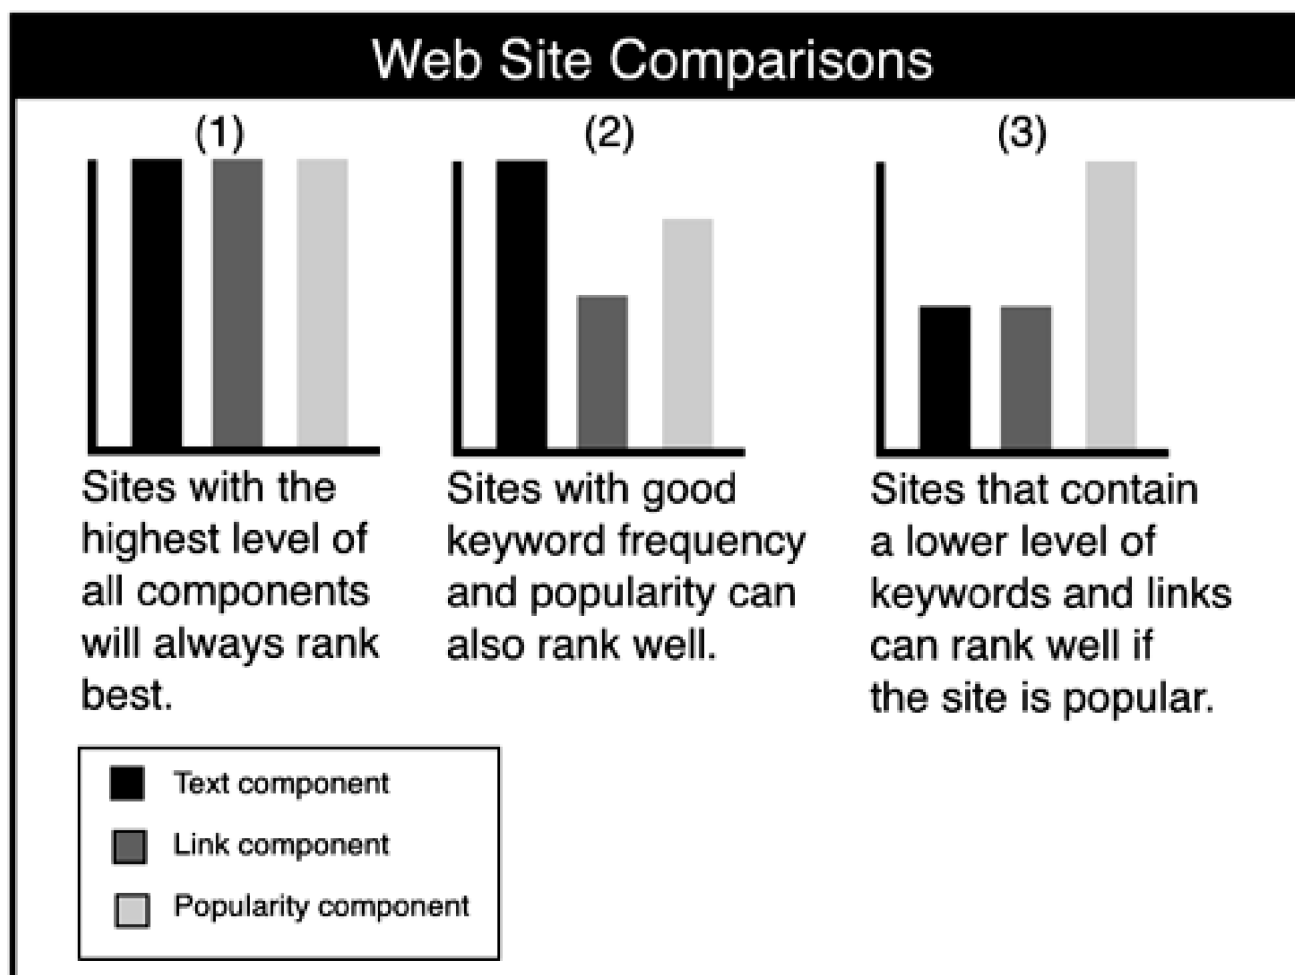 Web Site Comparisons
(1)
(2)
(3)
Sites with the
highest level of
all components
will always rank
best.
Sites with good
keyword frequency
and popularity can
also rank well.
Sites that contain
a lower level of
keywords and links
can rank well if
the site is popular.
Text component
Link component
Popularity component